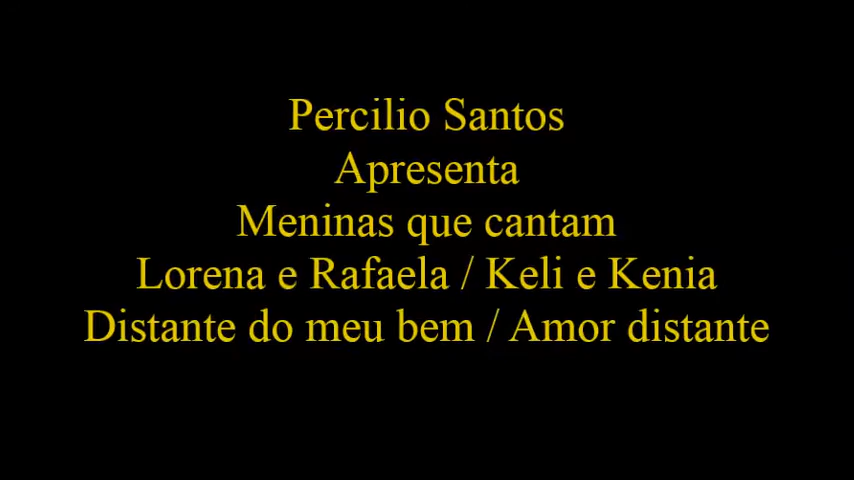 Percilio Santos
Apresenta
Meninas que cantam
Lorena e Rafaela / Keli e Kenia
Distante do meu bem / Amor distante